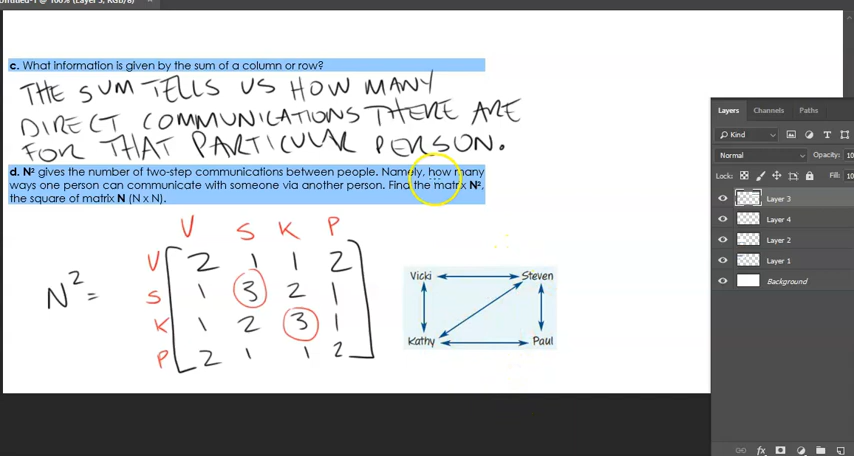 c. What information is given by the sum of a column or row?
THE SUM TELLS US HOW MANY
DIRECT COMMUNICATIONS THERE ARE
FOR THAT PARTICULAR PERSON.
d. N² gives the number of two-step communications between people. Namely, how many
ways one person can communicate with someone via another person. Find the matrix N²,
the square of matrix N (N x N).
V S K P
N² =
V 2 1 1 2
S 1 3 2 1
K 1 2 3 1
P 2 1 1 2
Vicki Steven
Kathy Paul
Layers Channels Paths
Kind
Normal Opacity: 10
Lock: Fill: 10
Layer 3
Layer 4
Layer 2
Layer 1
Background
fx